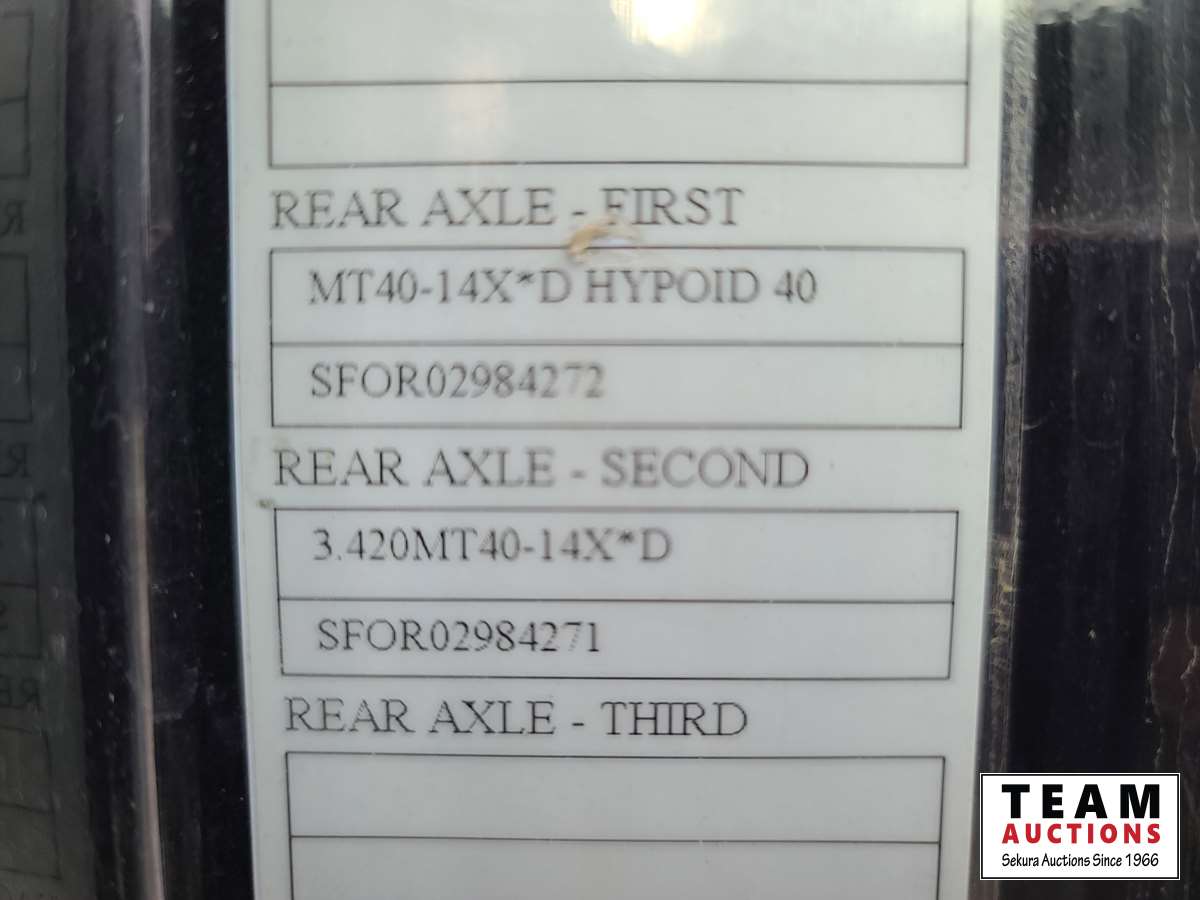 REAR AXLE - FIRST
MT40-14X*D HYPOID 40
SFOR02984272
REAR AXLE - SECOND
3.420MT40-14X*D
SFOR02984271
REAR AXLE - THIRD
TEAM
AUCTIONS
Sekura Auctions Since 1966